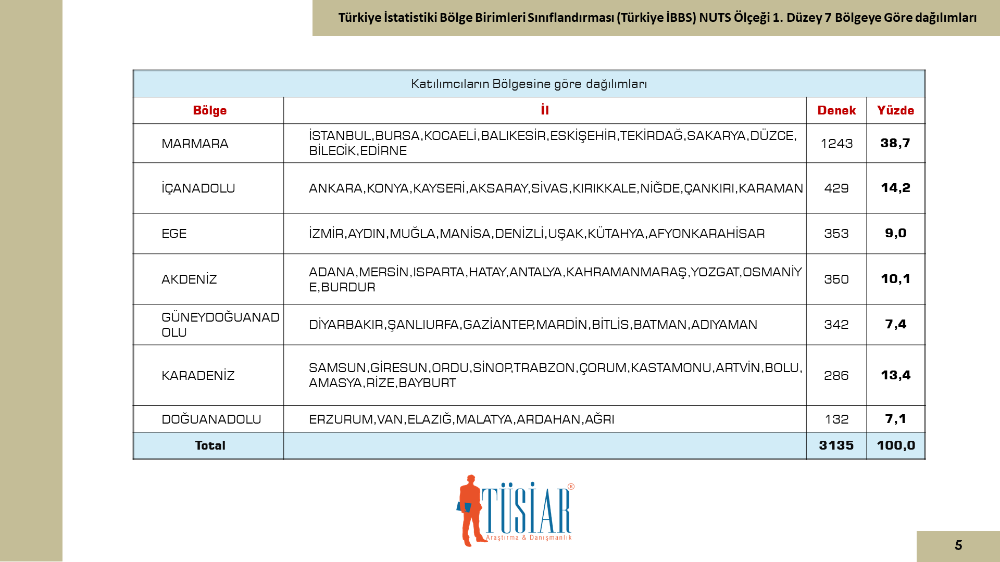 Türkiye İstatistiki Bölge Birimleri Sınıflandırması (Türkiye İBBS) NUTS Ölçeği 1. Düzey 7 Bölgeye Göre dağılımları
Katılımcıların Bölgesine göre dağılımları
Bölge İl Denek Yüzde
MARMARA İSTANBUL,BURSA,KOCAELİ,BALIKESİR,ESKİŞEHİR,TEKİRDAĞ,SAKARYA,DÜZCE, 1243 38,7
BİLECİK,EDİRNE
İÇANADOLU ANKARA,KONYA,KAYSERİ,AKSARAY,SİVAS,KIRIKKALE,NİĞDE,ÇANKIRI,KARAMAN 429 14,2
EGE İZMİR,AYDIN,MUĞLA,MANİSA,DENİZLİ,UŞAK,KÜTAHYA,AFYONKARAHİSAR 353 9,0
AKDENİZ ADANA,MERSİN,ISPARTA,HATAY,ANTALYA,KAHRAMANMARAŞ,YOZGAT,OSMANİY 350 10,1
E,BURDUR
GÜNEYDOĞUANAD DİYARBAKIR,ŞANLIURFA,GAZİANTEP,MARDİN,BİTLİS,BATMAN,ADIYAMAN 342 7,4
OLU
KARADENİZ SAMSUN,GİRESUN,ORDU,SİNOP,TRABZON,ÇORUM,KASTAMONU,ARTVİN,BOLU, 286 13,4
AMASYA,RİZE,BAYBURT
DOĞUANADOLU ERZURUM,VAN,ELAZIĞ,MALATYA,ARDAHAN,AĞRI 132 7,1
Total 3135 100,0
TÜSİAR®
Araştırma & Danışmanlık
5